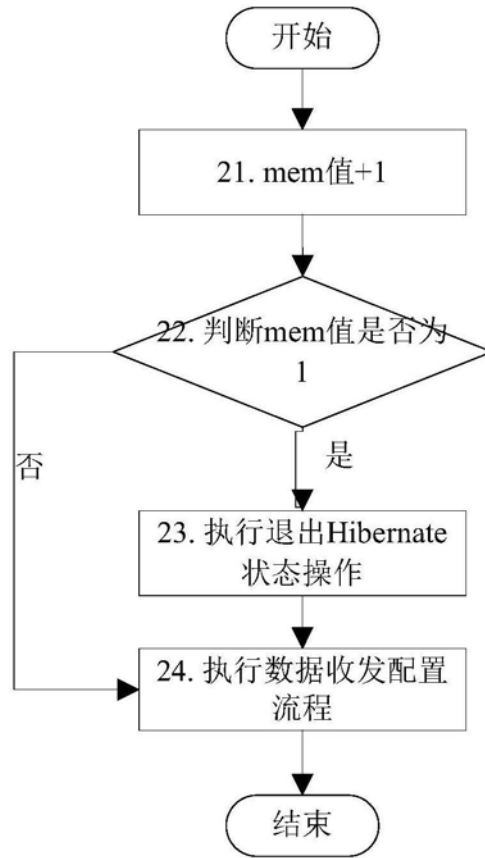 开始
21. mem值+1
22. 判断mem值是否为
1
否
是
23. 执行退出Hibernate
状态操作
24. 执行数据收发配置
流程
结束